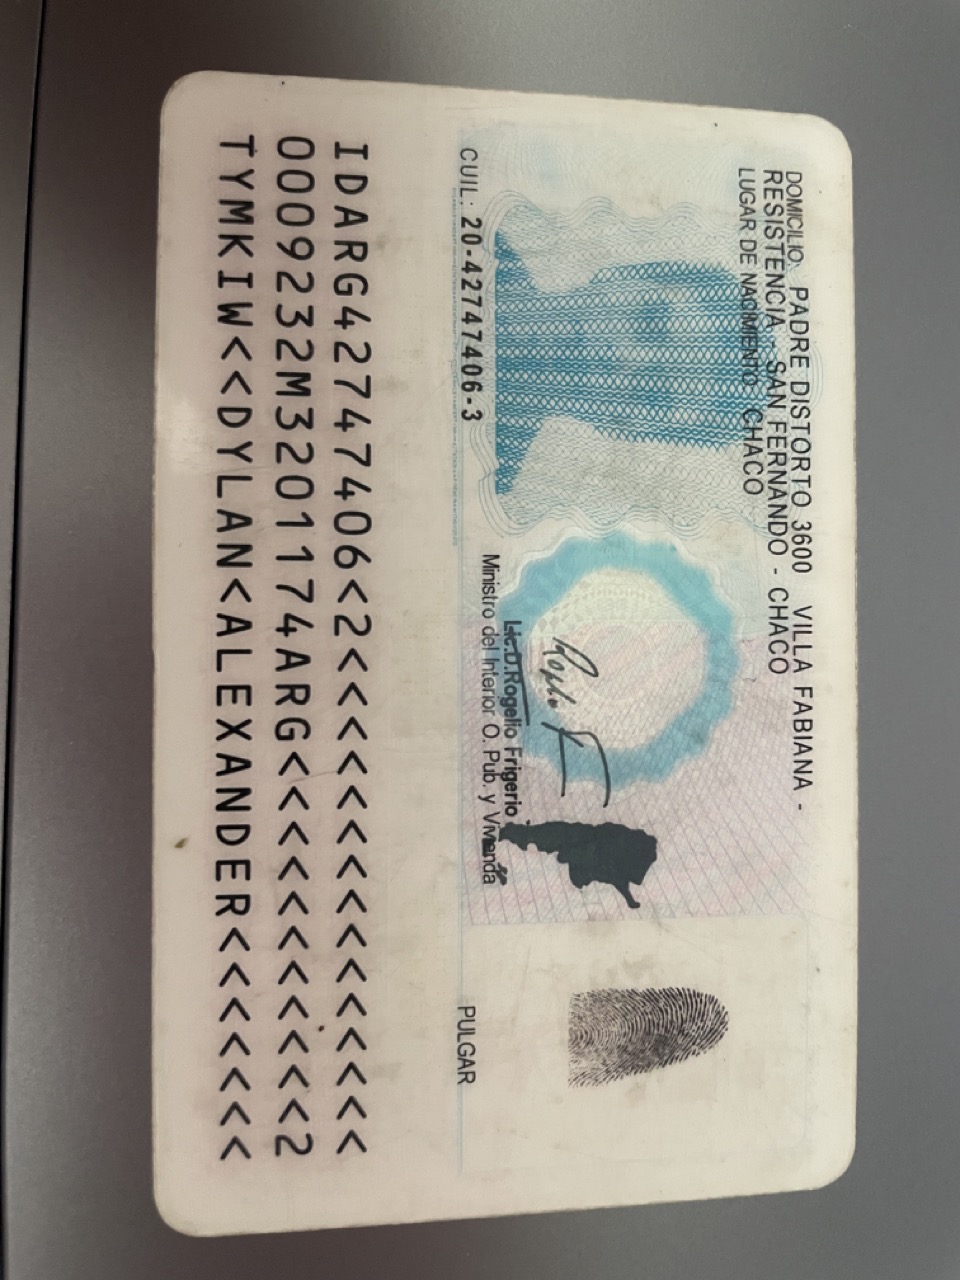 DOMICILIO: PADRE DISTORTO 3600 VILLA FABIANA -
RESISTENCIA - SAN FERNANDO - CHACO
LUGAR DE NACIMIENTO: CHACO
Lic.D.Rogelio Frigerio
Ministro del Interior O. Pub. y Vivienda
CUIL: 20-42747406-3
PULGAR
IDARG42747406<2<<<<<<<<<<<<<<<
0009232M3201174ARG<<<<<<<<<<<2
TYMKIW<<DYLAN<ALEXANDER<<<<<<<